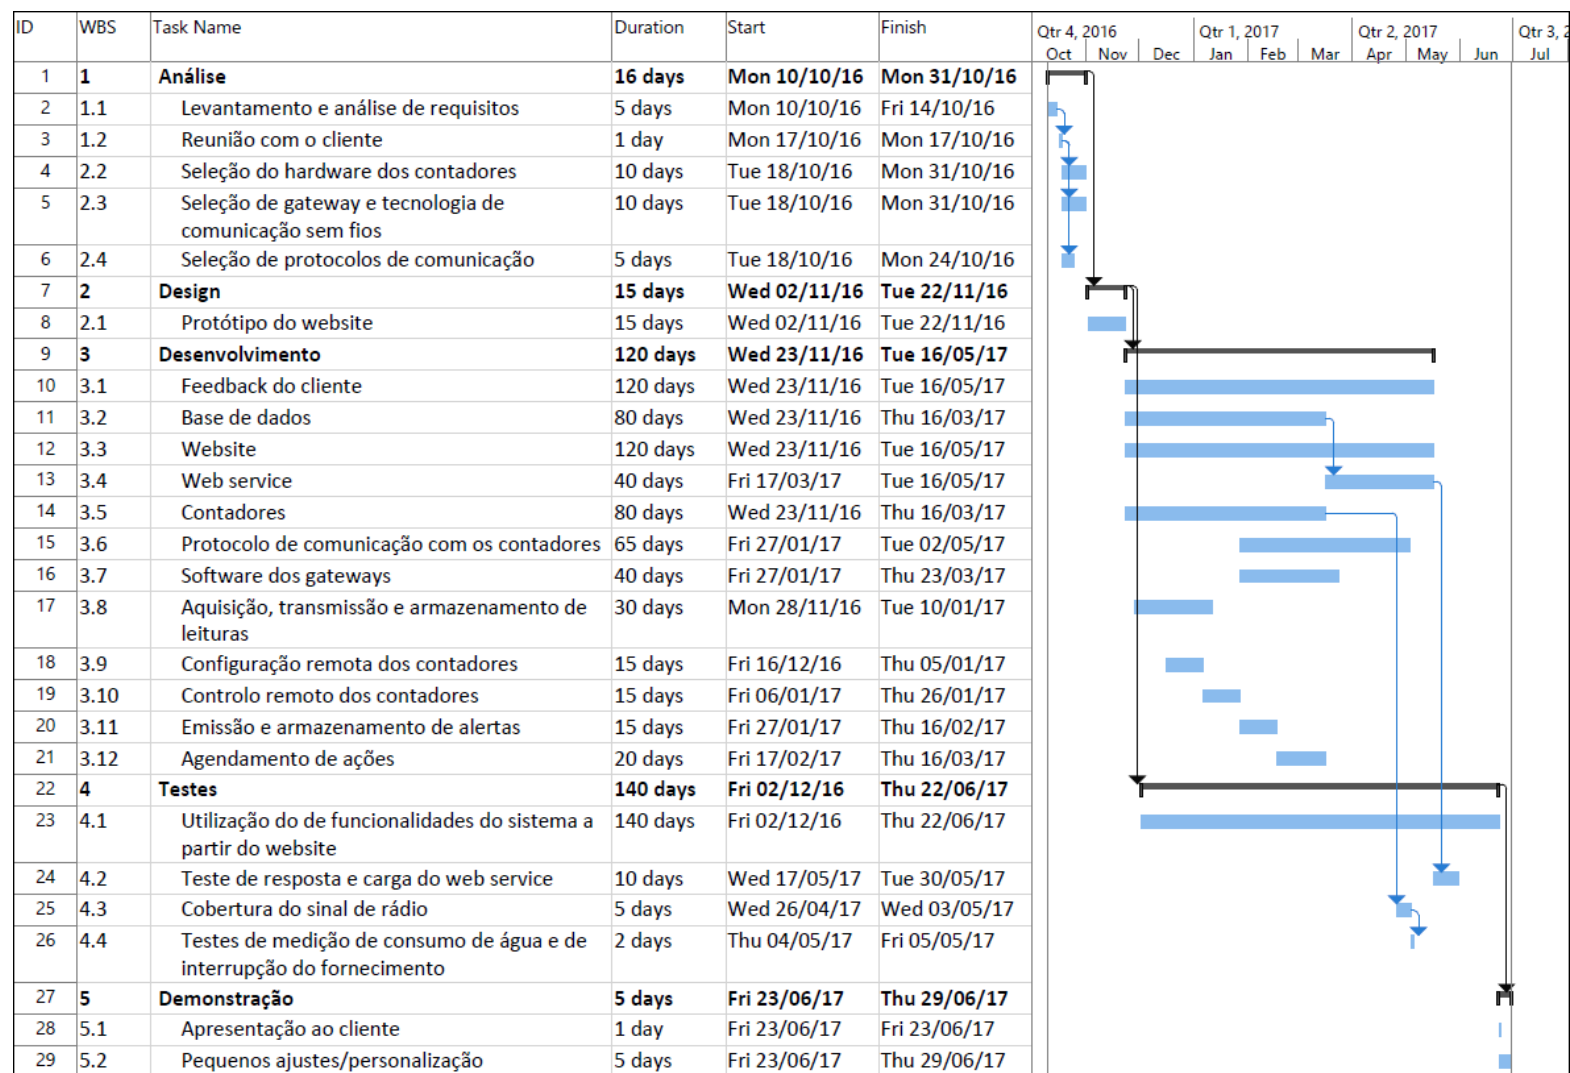 ID WBS Task Name Duration Start Finish Qtr 4, 2016 Qtr 1, 2017 Qtr 2, 2017 Qtr 3, 2
Oct Nov Dec Jan Feb Mar Apr May Jun Jul
1 1 Análise 16 days Mon 10/10/16 Mon 31/10/16
2 1.1 Levantamento e análise de requisitos 5 days Mon 10/10/16 Fri 14/10/16
3 1.2 Reunião com o cliente 1 day Mon 17/10/16 Mon 17/10/16
4 2.2 Seleção do hardware dos contadores 10 days Tue 18/10/16 Mon 31/10/16
5 2.3 Seleção de gateway e tecnologia de 10 days Tue 18/10/16 Mon 31/10/16
comunicação sem fios
6 2.4 Seleção de protocolos de comunicação 5 days Tue 18/10/16 Mon 24/10/16
7 2 Design 15 days Wed 02/11/16 Tue 22/11/16
8 2.1 Protótipo do website 15 days Wed 02/11/16 Tue 22/11/16
9 3 Desenvolvimento 120 days Wed 23/11/16 Tue 16/05/17
10 3.1 Feedback do cliente 120 days Wed 23/11/16 Tue 16/05/17
11 3.2 Base de dados 80 days Wed 23/11/16 Thu 16/03/17
12 3.3 Website 120 days Wed 23/11/16 Tue 16/05/17
13 3.4 Web service 40 days Fri 17/03/17 Tue 16/05/17
14 3.5 Contadores 80 days Wed 23/11/16 Thu 16/03/17
15 3.6 Protocolo de comunicação com os contadores 65 days Fri 27/01/17 Tue 02/05/17
16 3.7 Software dos gateways 40 days Fri 27/01/17 Thu 23/03/17
17 3.8 Aquisição, transmissão e armazenamento de 30 days Mon 28/11/16 Tue 10/01/17
leituras
18 3.9 Configuração remota dos contadores 15 days Fri 16/12/16 Thu 05/01/17
19 3.10 Controlo remoto dos contadores 15 days Fri 06/01/17 Thu 26/01/17
20 3.11 Emissão e armazenamento de alertas 15 days Fri 27/01/17 Thu 16/02/17
21 3.12 Agendamento de ações 20 days Fri 17/02/17 Thu 16/03/17
22 4 Testes 140 days Fri 02/12/16 Thu 22/06/17
23 4.1 Utilização do de funcionalidades do sistema a 140 days Fri 02/12/16 Thu 22/06/17
partir do website
24 4.2 Teste de resposta e carga do web service 10 days Wed 17/05/17 Tue 30/05/17
25 4.3 Cobertura do sinal de rádio 5 days Wed 26/04/17 Wed 03/05/17
26 4.4 Testes de medição de consumo de água e de 2 days Thu 04/05/17 Fri 05/05/17
interrupção do fornecimento
27 5 Demonstração 5 days Fri 23/06/17 Thu 29/06/17
28 5.1 Apresentação ao cliente 1 day Fri 23/06/17 Fri 23/06/17
29 5.2 Pequenos ajustes/personalização 5 days Fri 23/06/17 Thu 29/06/17